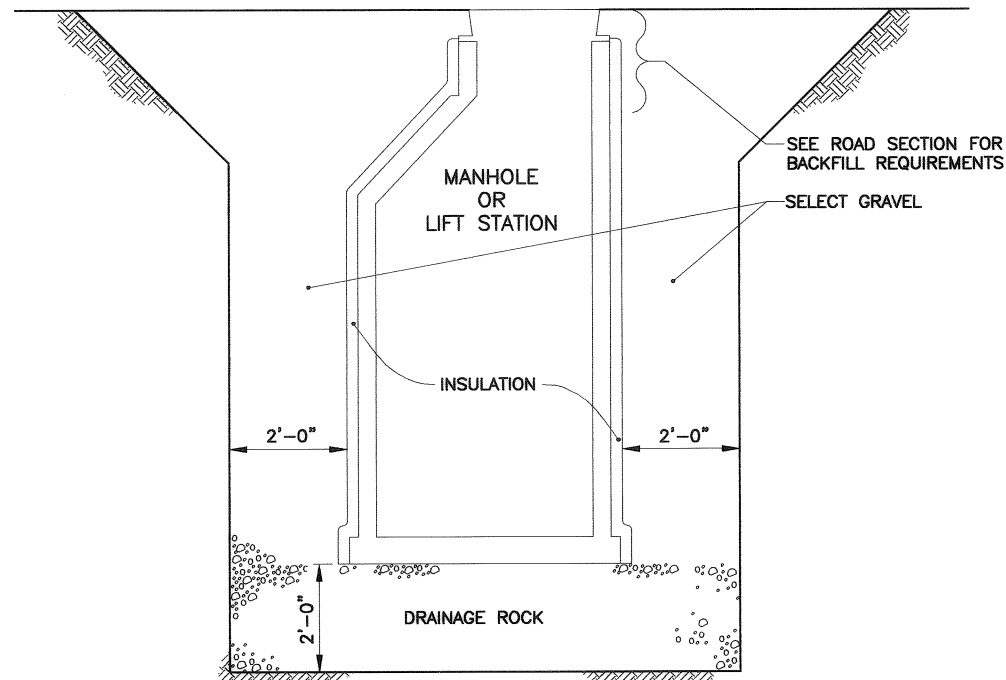 SEE ROAD SECTION FOR
BACKFILL REQUIREMENTS
MANHOLE
OR
LIFT STATION
SELECT GRAVEL
INSULATION
2'-0"
2'-0"
2'-0"
DRAINAGE ROCK